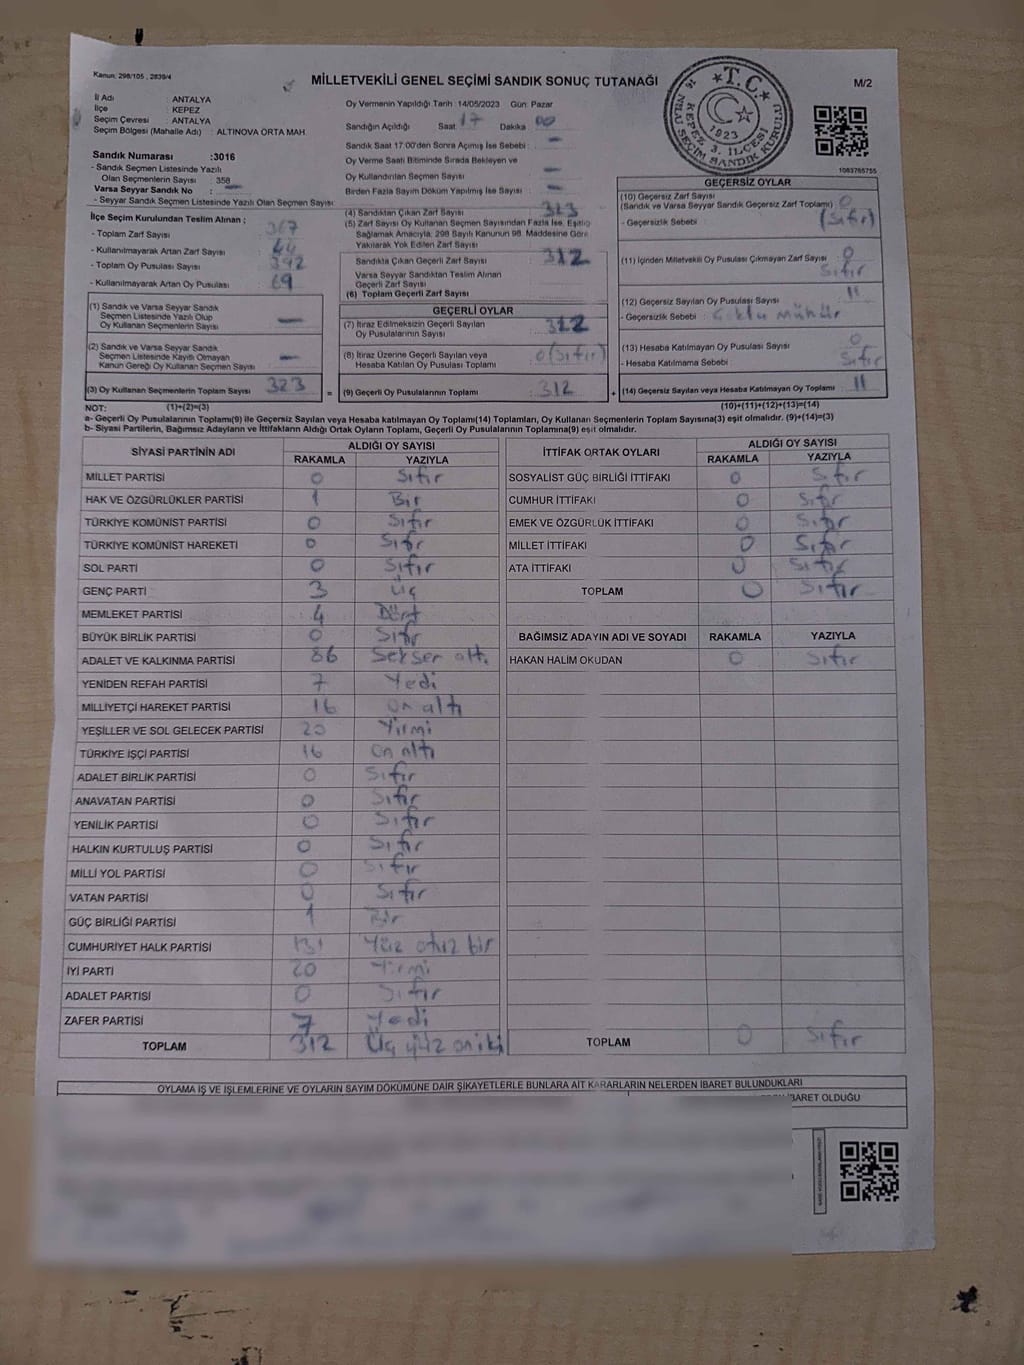 Kanun: 298/105 , 2839/4
MİLLETVEKİLİ GENEL SEÇİMİ SANDIK SONUÇ TUTANAĞI
M/2
T.C.
KEPEZ 3. İLÇESİ
1923
SEÇİM SANDIK KURULU
1063765755
İl Adı : ANTALYA
İlçe : KEPEZ
Seçim Çevresi : ANTALYA
Seçim Bölgesi (Mahalle Adı) : ALTINOVA ORTA MAH.
Sandık Numarası :3016
- Sandık Seçmen Listesinde Yazılı
Olan Seçmenlerin Sayısı : 358
Varsa Seyyar Sandık No : -
- Seyyar Sandık Seçmen Listesinde Yazılı Olan Seçmen Sayısı:
İlçe Seçim Kurulundan Teslim Alınan ;
- Toplam Zarf Sayısı : 367
- Kullanılmayarak Artan Zarf Sayısı : 44
- Toplam Oy Pusulası Sayısı : 392
- Kullanılmayarak Artan Oy Pusulası : 69
(1) Sandık ve Varsa Seyyar Sandık
Seçmen Listesinde Yazılı Olup
Oy Kullanan Seçmenlerin Sayısı : -
(2) Sandık ve Varsa Seyyar Sandık
Seçmen Listesinde Kayıtlı Olmayan
Kanun Gereği Oy Kullanan Seçmen Sayısı : -
(3) Oy Kullanan Seçmenlerin Toplam Sayısı : 323
Oy Vermenin Yapıldığı Tarih :14/05/2023 Gün: Pazar
Sandığın Açıldığı Saat: 17 Dakika : 00
Sandık Saat 17.00'den Sonra Açımış İse Sebebi : -
Oy Verme Saati Bitiminde Sırada Bekleyen ve
Oy Kullandırılan Seçmen Sayısı : -
Birden Fazla Sayım Döküm Yapılmış İse Sayısı : -
(4) Sandıktan Çıkan Zarf Sayısı : 323
(5) Zarf Sayısı Oy Kullanan Seçmen Sayısından Fazla İse, Eşitliği
Sağlamak Amacıyla, 298 Sayılı Kanunun 98. Maddesine Göre
Yakılarak Yok Edilen Zarf Sayısı :
Sandıkta Çıkan Geçerli Zarf Sayısı : 312
Varsa Seyyar Sandıktan Teslim Alınan
Geçerli Zarf Sayısı :
(6) Toplam Geçerli Zarf Sayısı :
GEÇERLİ OYLAR
(7) İtiraz Edilmeksizin Geçerli Sayılan
Oy Pusulalarının Sayısı : 312
(8) İtiraz Üzerine Geçerli Sayılan veya
Hesaba Katılan Oy Pusulası Toplamı : 0 (Sıfır)
= (9) Geçerli Oy Pusulalarının Toplamı : 312
GEÇERSİZ OYLAR
(10) Geçersiz Zarf Sayısı
(Sandık ve Varsa Seyyar Sandık Geçersiz Zarf Toplamı) : 0
- Geçersizlik Sebebi : (Sıfır)
(11) İçinden Milletvekili Oy Pusulası Çıkmayan Zarf Sayısı : 0
Sıfır
(12) Geçersiz Sayılan Oy Pusulası Sayısı : 11
- Geçersizlik Sebebi : Çoklu mühür
(13) Hesaba Katılmayan Oy Pusulası Sayısı : 0
- Hesaba Katılmama Sebebi : Sıfır
+ (14) Geçersiz Sayılan veya Hesaba Katılmayan Oy Toplamı : 11
NOT: (1)+(2)=(3) (10)+(11)+(12)+(13)=(14)
a- Geçerli Oy Pusulalarının Toplamı(9) ile Geçersiz Sayılan veya Hesaba katılmayan Oy Toplamı(14) Toplamları, Oy Kullanan Seçmenlerin Toplam Sayısına(3) eşit olmalıdır. (9)+(14)=(3)
b- Siyasi Partilerin, Bağımsız Adayların ve İttifakların Aldığı Ortak Oyların Toplamı, Geçerli Oy Pusulalarının Toplamına(9) eşit olmalıdır.
SİYASİ PARTİNİN ADI ALDIĞI OY SAYISI
RAKAMLA YAZIYLA
MİLLET PARTİSİ 0 Sıfır
HAK VE ÖZGÜRLÜKLER PARTİSİ 1 Bir
TÜRKİYE KOMÜNİST PARTİSİ 0 Sıfır
TÜRKİYE KOMÜNİST HAREKETİ 0 Sıfır
SOL PARTİ 0 Sıfır
GENÇ PARTİ 3 Üç
MEMLEKET PARTİSİ 4 Dört
BÜYÜK BİRLİK PARTİSİ 0 Sıfır
ADALET VE KALKINMA PARTİSİ 86 Seksen altı
YENİDEN REFAH PARTİSİ 7 Yedi
MİLLİYETÇİ HAREKET PARTİSİ 16 on altı
YEŞİLLER VE SOL GELECEK PARTİSİ 20 Yirmi
TÜRKİYE İŞÇİ PARTİSİ 16 on altı
ADALET BİRLİK PARTİSİ 0 Sıfır
ANAVATAN PARTİSİ 0 Sıfır
YENİLİK PARTİSİ 0 Sıfır
HALKIN KURTULUŞ PARTİSİ 0 Sıfır
MİLLİ YOL PARTİSİ 0 Sıfır
VATAN PARTİSİ 0 Sıfır
GÜÇ BİRLİĞİ PARTİSİ 1 Bir
CUMHURİYET HALK PARTİSİ 131 Yüz otuz bir
İYİ PARTİ 20 Yirmi
ADALET PARTİSİ 0 Sıfır
ZAFER PARTİSİ 7 Yedi
TOPLAM 312 Üç yüz on iki
İTTİFAK ORTAK OYLARI ALDIĞI OY SAYISI
RAKAMLA YAZIYLA
SOSYALİST GÜÇ BİRLİĞİ İTTİFAKI 0 Sıfır
CUMHUR İTTİFAKI 0 Sıfır
EMEK VE ÖZGÜRLÜK İTTİFAKI 0 Sıfır
MİLLET İTTİFAKI 0 Sıfır
ATA İTTİFAKI 0 Sıfır
TOPLAM 0 Sıfır
BAĞIMSIZ ADAYIN ADI VE SOYADI RAKAMLA YAZIYLA
HAKAN HALİM OKUDAN 0 Sıfır
TOPLAM 0 Sıfır
OYLAMA İŞ VE İŞLEMLERİNE VE OYLARIN SAYIM DÖKÜMÜNE DAİR ŞİKAYETLERLE BUNLARA AİT KARARLARIN NELERDEN İBARET BULUNDUKLARI
İBARET OLDUĞU